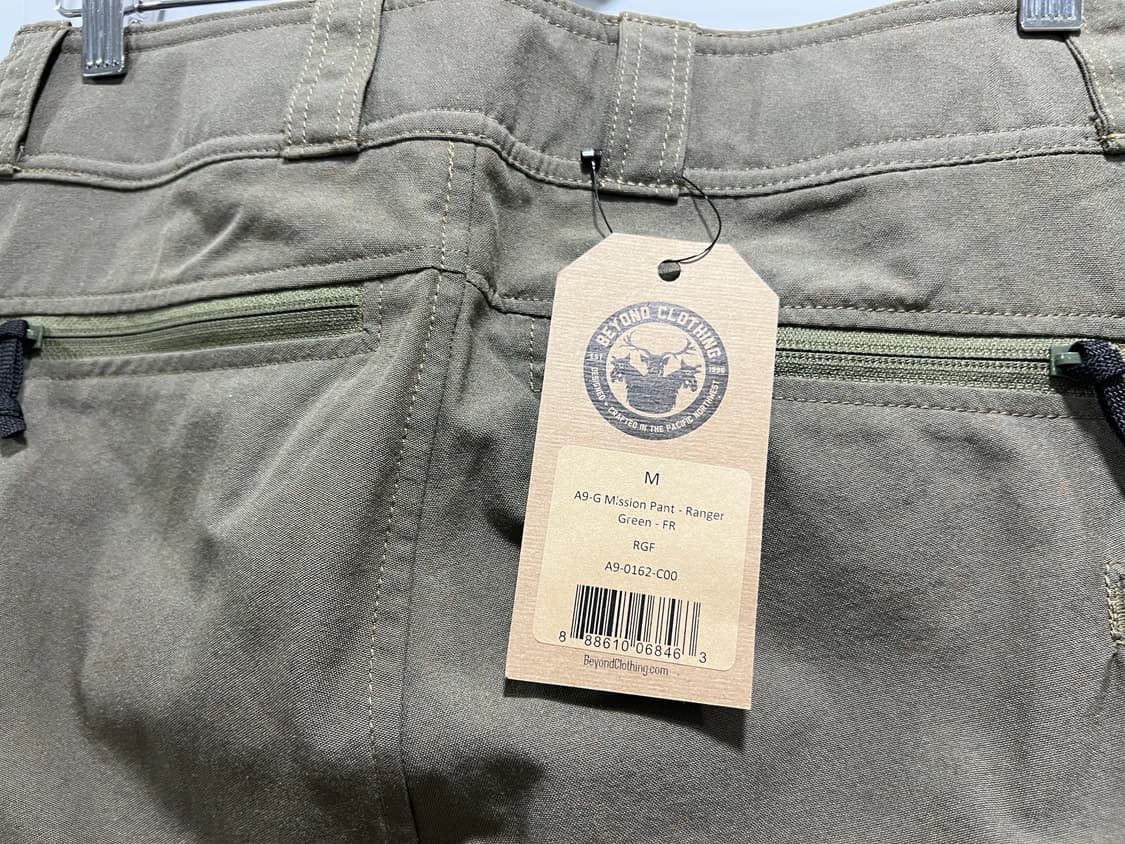 BEYOND CLOTHING
EST 1996
DESIGNED + CRAFTED IN THE PACIFIC NORTHWEST
M
A9-G Mission Pant - Ranger
Green - FR
RGF
A9-0162-C00
8 88610 06846 3
BeyondClothing.com